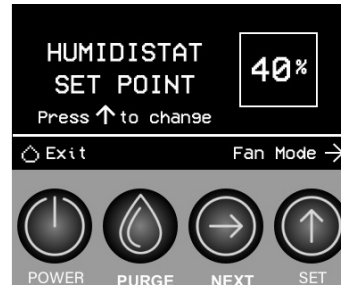 HUMIDISTAT
SET POINT
40%
Press ↑ to change
Exit
Fan Mode →
POWER PURGE NEXT SET